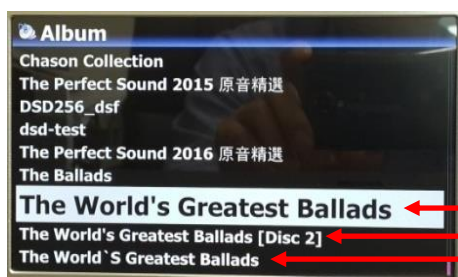 Album
Chason Collection
The Perfect Sound 2015 原音精選
DSD256_dsf
dsd-test
The Perfect Sound 2016 原音精選
The Ballads
The World's Greatest Ballads
The World's Greatest Ballads [Disc 2]
The World`S Greatest Ballads